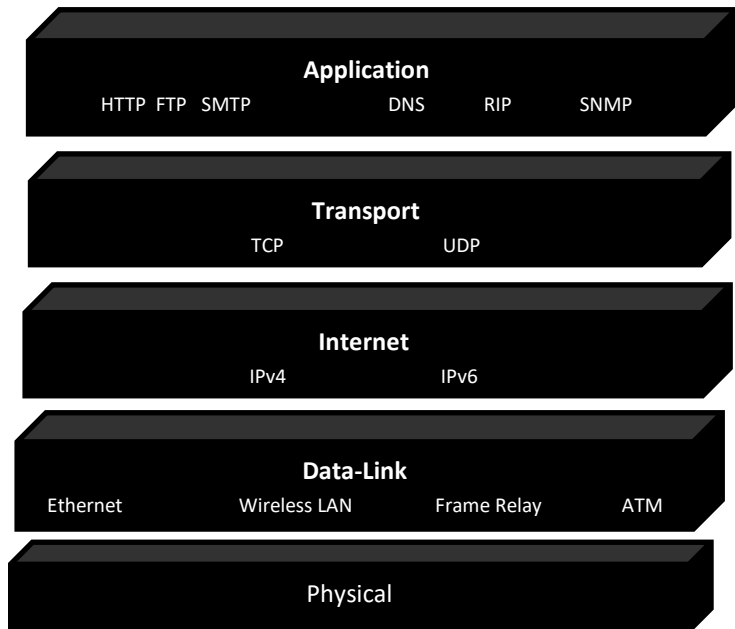 Application
HTTP FTP SMTP DNS RIP SNMP
Transport
TCP UDP
Internet
IPv4 IPv6
Data-Link
Ethernet Wireless LAN Frame Relay ATM
Physical